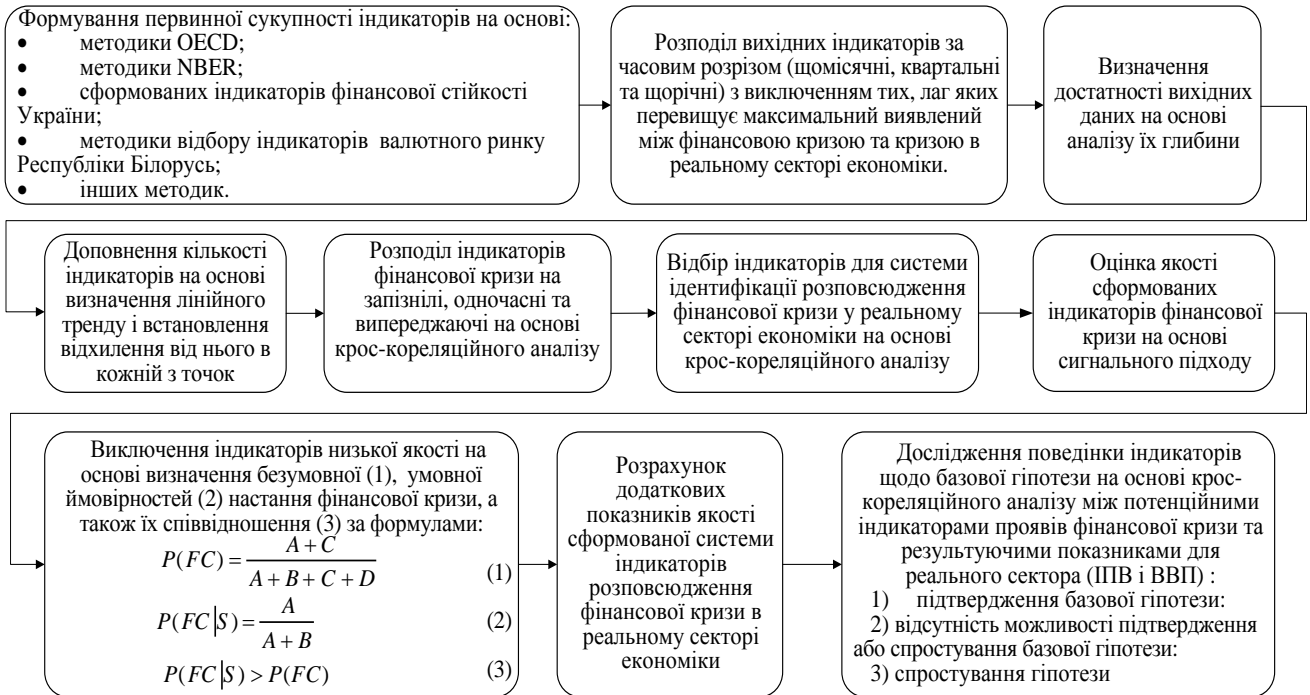 Формування первинної сукупності індикаторів на основі:
• методики OECD;
• методики NBER;
• сформованих індикаторів фінансової стійкості
України;
• методики відбору індикаторів валютного ринку
Республіки Білорусь;
• інших методик.
Розподіл вихідних індикаторів за
часовим розрізом (щомісячні, квартальні
та щорічні) з виключенням тих, лаг яких
перевищує максимальний виявлений
між фінансовою кризою та кризою в
реальному секторі економіки.
Визначення
достатності вихідних
даних на основі
аналізу їх глибини
Доповнення кількості
індикаторів на основі
визначення лінійного
тренду і встановлення
відхилення від нього в
кожній з точок
Розподіл індикаторів
фінансової кризи на
запізнілі, одночасні та
випереджаючі на основі
крос-кореляційного аналізу
Відбір індикаторів для системи
ідентифікації розповсюдження
фінансової кризи у реальному
секторі економіки на основі
крос-кореляційного аналізу
Оцінка якості
сформованих
індикаторів фінансової
кризи на основі
сигнального підходу
Виключення індикаторів низької якості на
основі визначення безумовної (1), умовної
ймовірностей (2) настання фінансової кризи, а
також їх співвідношення (3) за формулами:
P(FC) = (A + C) / (A + B + C + D) (1)
P(FC|S) = A / (A + B) (2)
P(FC|S) > P(FC) (3)
Розрахунок
додаткових
показників якості
сформованої системи
індикаторів
розповсюдження
фінансової кризи в
реальному секторі
економіки
Дослідження поведінки індикаторів
щодо базової гіпотези на основі крос-
кореляційного аналізу між потенційними
індикаторами проявів фінансової кризи та
результуючими показниками для
реального сектора (ІПВ і ВВП) :
1) підтвердження базової гіпотези:
2) відсутність можливості підтвердження
або спростування базової гіпотези:
3) спростування гіпотези